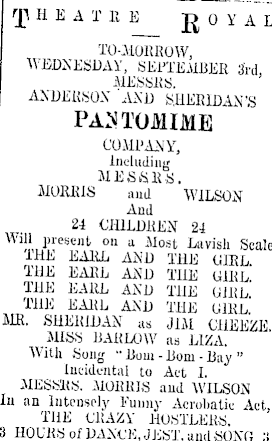 THEATRE ROYAL
TO-MORROW,
WEDNESDAY, SEPTEMBER 3rd,
MESSRS.
ANDERSON AND SHERIDAN'S
PANTOMIME
COMPANY,
Including
MESSRS.
MORRIS and WILSON
And
24 CHILDREN 24
Will present on a Most Lavish Scale
THE EARL AND THE GIRL.
THE EARL AND THE GIRL.
THE EARL AND THE GIRL.
THE EARL AND THE GIRL.
MR. SHERIDAN as JIM CHEEZE.
MISS BARLOW as LIZA.
With Song "Bom-Bom-Bay"
Incidental to Act I.
MESSRS. MORRIS and WILSON
In an Intensely Funny Acrobatic Act,
THE CRAZY HOSTLERS.
3 HOURS of DANCE, JEST, and SONG 3